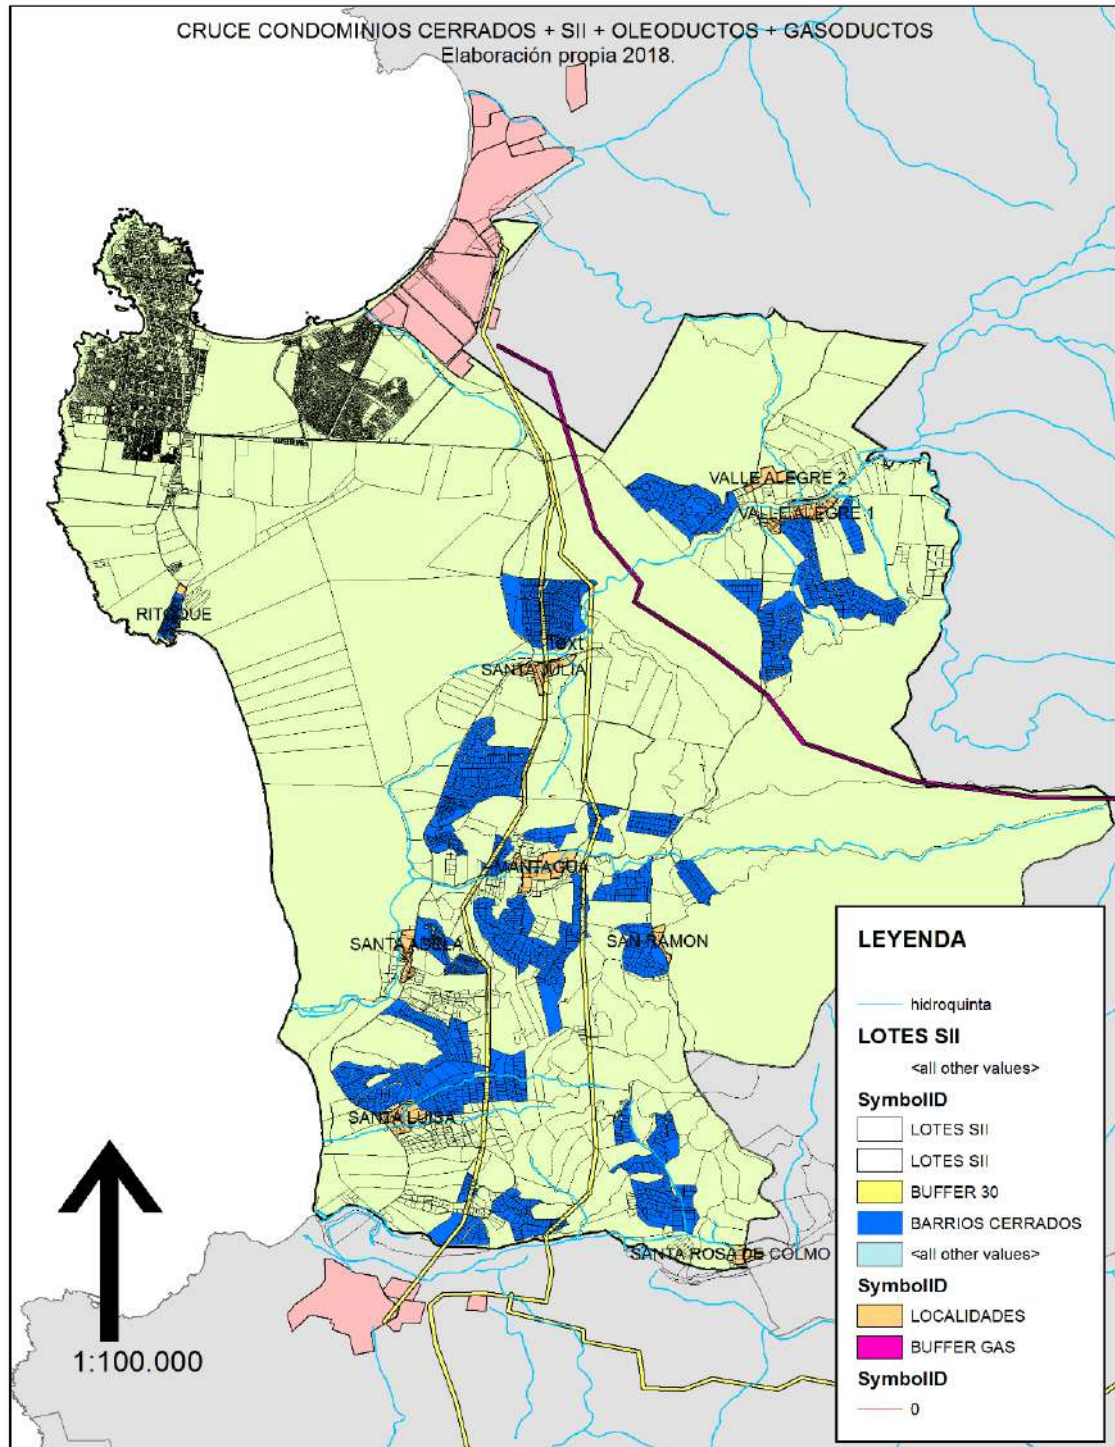 CRUCE CONDOMINIOS CERRADOS + SII + OLEODUCTOS + GASODUCTOS
Elaboración propia 2018.
VALLE ALEGRE 2
VALLE ALEGRE 1
RITOQUE
Text
SANTA JULIA
MANTAGUA
SANTA ADELA
SAN RAMON
SANTA LUISA
SANTA ROSA DE COLMO
1:100.000
LEYENDA
hidroquinta
LOTES SII
<all other values>
SymbolID
LOTES SII
LOTES SII
BUFFER 30
BARRIOS CERRADOS
<all other values>
SymbolID
LOCALIDADES
BUFFER GAS
SymbolID
0